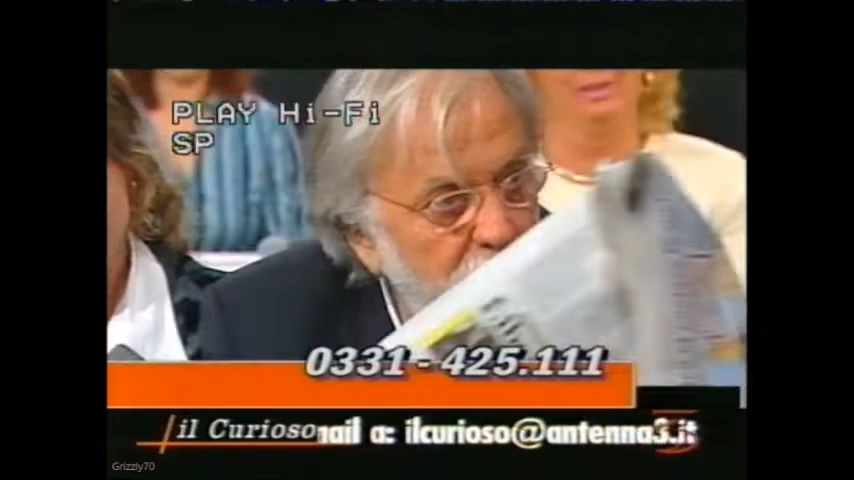 PLAY Hi-Fi
SP
0331-425.111
il Curioso
ail a: ilcurioso@antenna3.it
Grizzly70